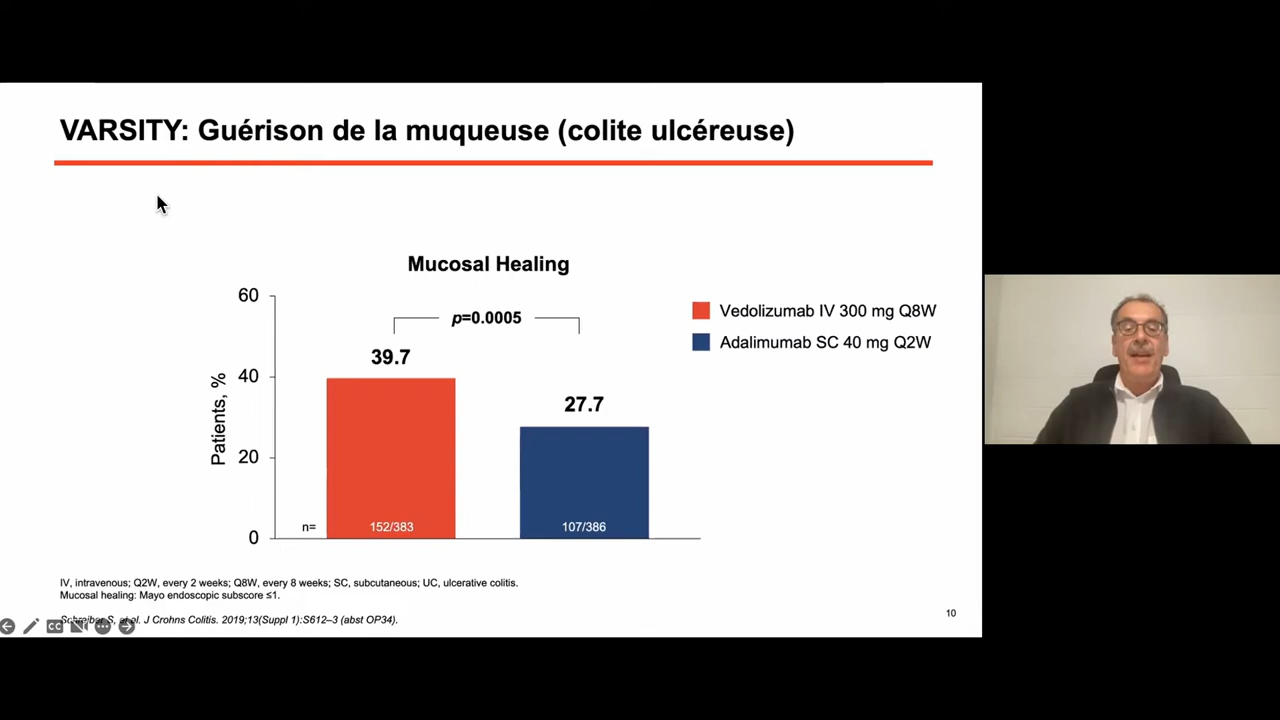 VARSITY: Guérison de la muqueuse (colite ulcéreuse)
Mucosal Healing
60
40
20
0
Patients, %
p=0.0005
39.7
27.7
n=
152/383
107/386
Vedolizumab IV 300 mg Q8W
Adalimumab SC 40 mg Q2W
IV, intravenous; Q2W, every 2 weeks; Q8W, every 8 weeks; SC, subcutaneous; UC, ulcerative colitis.
Mucosal healing: Mayo endoscopic subscore ≤1.
10
Schreiber S, et al. J Crohns Colitis. 2019;13(Suppl 1):S612–3 (abst OP34).
CC